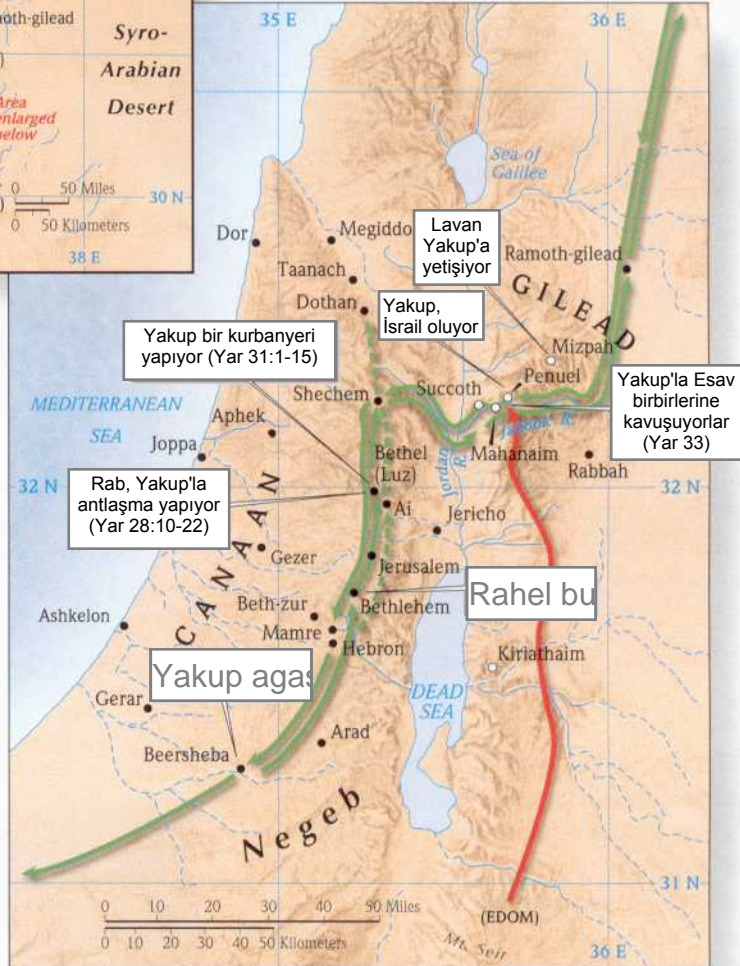 oth-gilead
Syro-
Arabian
Desert
Area
enlarged
below
0 50 Miles
0 50 Kilometers
30 N
38 E
35 E
36 E
Sea of
Galilee
Dor
Megiddo
Lavan
Yakup'a
yetişiyor
Ramoth-gilead
Taanach
Dothan
GILEAD
Yakup,
İsrail oluyor
Yakup bir kurbanyeri
yapıyor (Yar 31:1-15)
Mizpah
Penuel
Shechem
Succoth
Yakup'la Esav
birbirlerine
kavuşuyorlar
(Yar 33)
MEDITERRANEAN
SEA
Aphek
Jabbok R.
Mahanaim
Joppa
Bethel
(Luz)
Jordan
R.
Rabbah
32 N
32 N
Rab, Yakup'la
antlaşma yapıyor
(Yar 28:10-22)
Ai
Jericho
CANAAN
Gezer
Jerusalem
Rahel bu
Beth-zur
Bethlehem
Ashkelon
Mamre
Hebron
Kiriathaim
Yakup agas
DEAD
SEA
Gerar
Arad
Beersheba
Negeb
31 N
0 10 20 30 40 50 Miles
0 10 20 30 40 50 Kilometers
(EDOM)
Mt. Seir
36 E